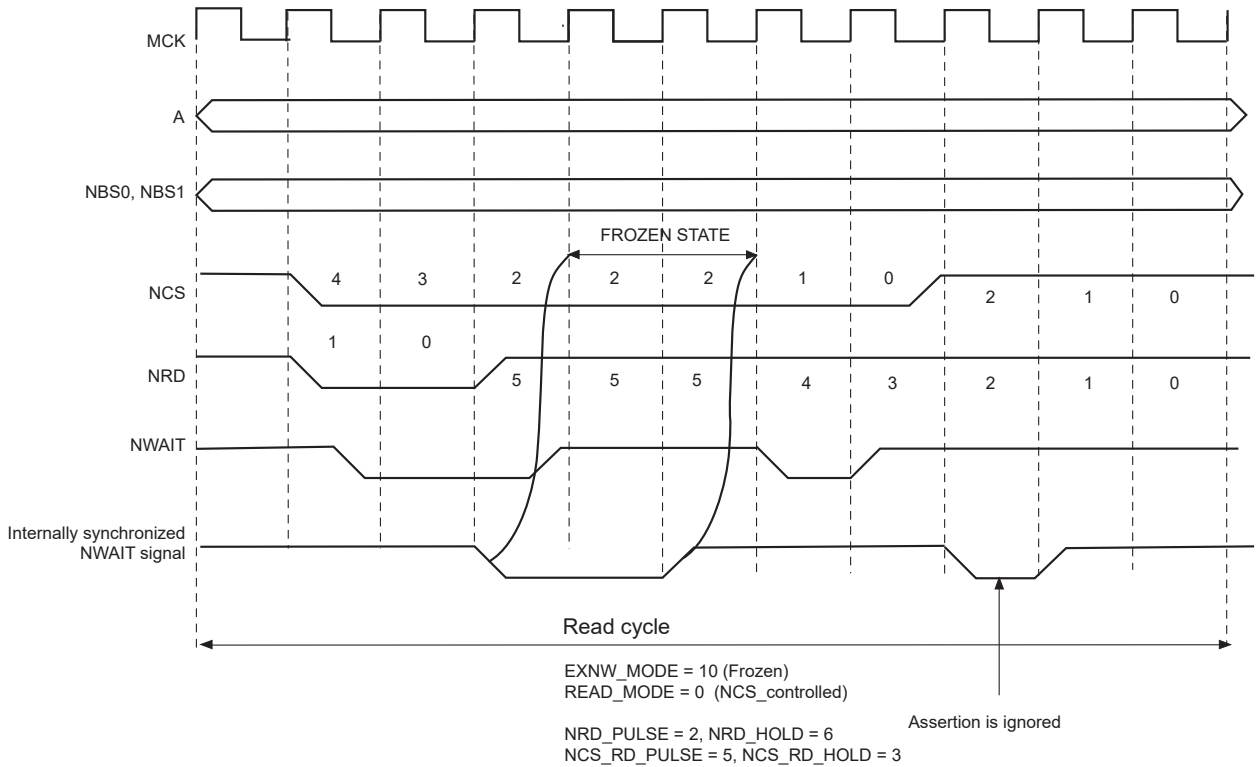 MCK
A
NBS0, NBS1
FROZEN STATE
NCS
4 3 2 2 2 1 0
2 1 0
1 0
NRD
5 5 5 4 3 2 1 0
NWAIT
Internally synchronized
NWAIT signal
Read cycle
EXNW_MODE = 10 (Frozen)
READ_MODE = 0 (NCS_controlled)
Assertion is ignored
NRD_PULSE = 2, NRD_HOLD = 6
NCS_RD_PULSE = 5, NCS_RD_HOLD = 3